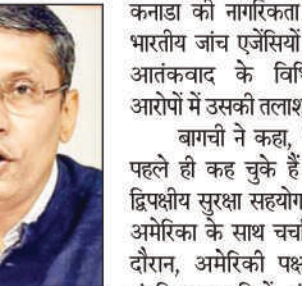 कनाडा की नागरिकता
भारतीय जांच एजेंसियों
आतंकवाद के विभि
आरोपों में उसकी तलाश
बागची ने कहा,
पहले ही कह चुके हैं
द्विपक्षीय सुरक्षा सहयोग
अमेरिका के साथ चर्चा
दौरान, अमेरिकी पक्ष